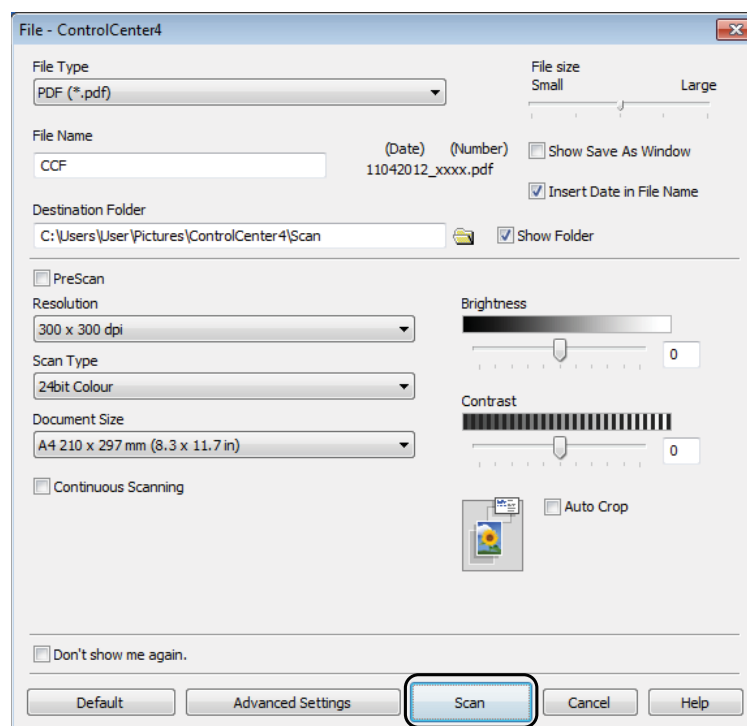 File - ControlCenter4
File Type
PDF (*.pdf)
File size
Small Large
File Name
CCF
(Date) (Number)
11042012_xxxx.pdf
Show Save As Window
Insert Date in File Name
Destination Folder
C:\Users\User\Pictures\ControlCenter4\Scan
Show Folder
PreScan
Resolution
300 x 300 dpi
Scan Type
24bit Colour
Document Size
A4 210 x 297 mm (8.3 x 11.7 in)
Continuous Scanning
Brightness
0
Contrast
0
Auto Crop
Don't show me again.
Default Advanced Settings Scan Cancel Help